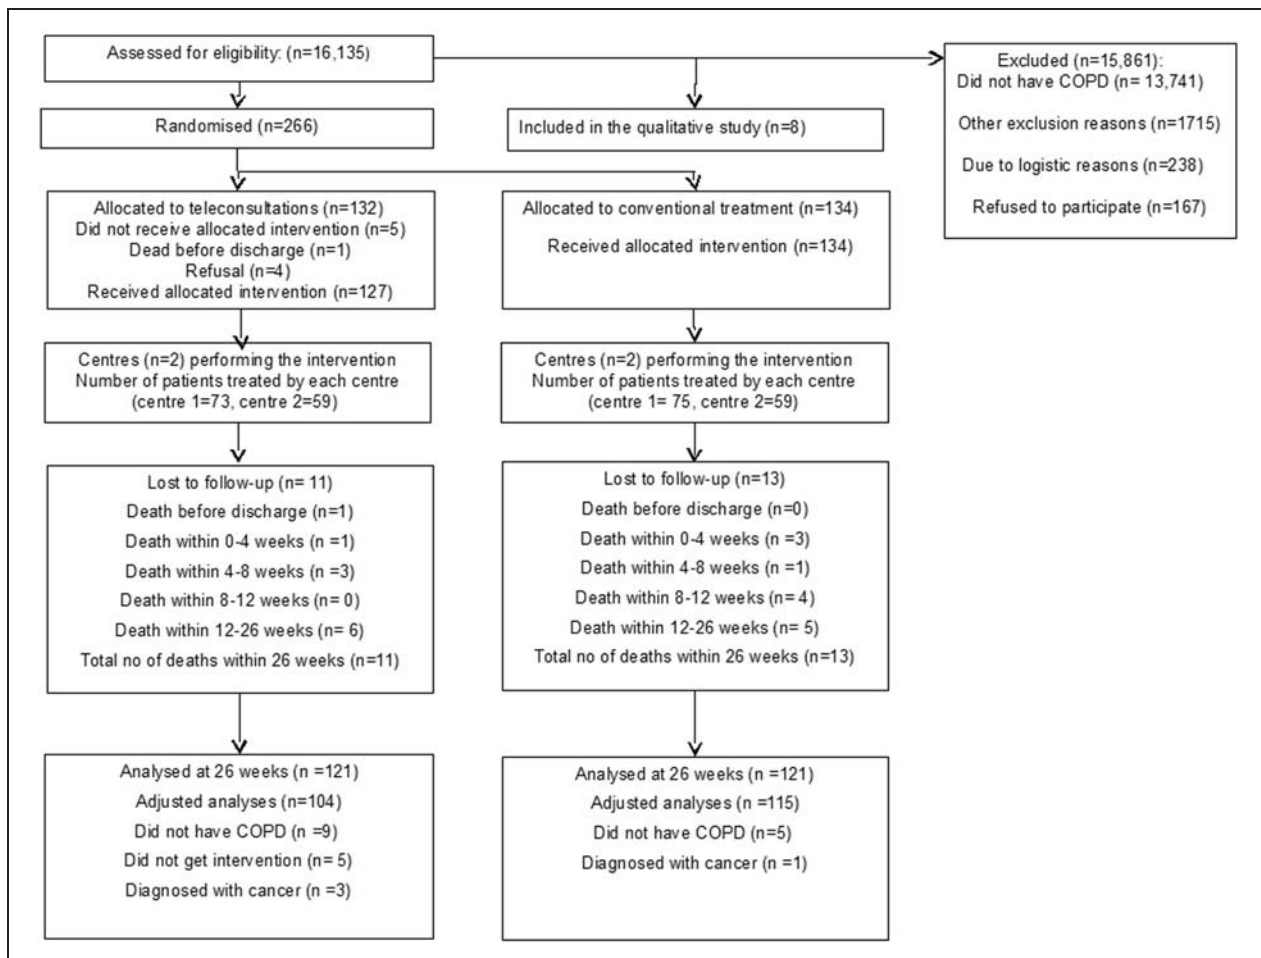 Assessed for eligibility: (n=16,135)
Excluded (n=15,861):
Did not have COPD (n= 13,741)
Other exclusion reasons (n=1715)
Due to logistic reasons (n=238)
Refused to participate (n=167)
Randomised (n=266)
Included in the qualitative study (n=8)
Allocated to teleconsultations (n=132)
Did not receive allocated intervention (n=5)
Dead before discharge (n=1)
Refusal (n=4)
Received allocated intervention (n=127)
Allocated to conventional treatment (n=134)
Received allocated intervention (n=134)
Centres (n=2) performing the intervention
Number of patients treated by each centre
(centre 1=73, centre 2=59)
Centres (n=2) performing the intervention
Number of patients treated by each centre
(centre 1= 75, centre 2=59)
Lost to follow-up (n= 11)
Death before discharge (n=1)
Death within 0-4 weeks (n =1)
Death within 4-8 weeks (n =3)
Death within 8-12 weeks (n= 0)
Death within 12-26 weeks (n= 6)
Total no of deaths within 26 weeks (n=11)
Lost to follow-up (n=13)
Death before discharge (n=0)
Death within 0-4 weeks (n =3)
Death within 4-8 weeks (n =1)
Death within 8-12 weeks (n= 4)
Death within 12-26 weeks (n= 5)
Total no of deaths within 26 weeks (n=13)
Analysed at 26 weeks (n =121)
Adjusted analyses (n=104)
Did not have COPD (n =9)
Did not get intervention (n= 5)
Diagnosed with cancer (n =3)
Analysed at 26 weeks (n =121)
Adjusted analyses (n =115)
Did not have COPD (n=5)
Diagnosed with cancer (n =1)